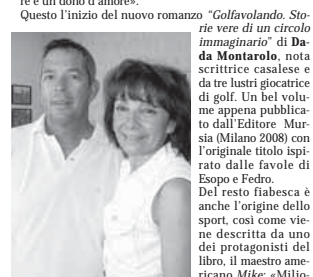 re è un dono d'amore».
Questo l'inizio del nuovo romanzo "Golfavolando. Sto-
rie vere di un circolo
immaginario" di Da-
da Montarolo, nota
scrittrice casalese e
da tre lustri giocatrice
di golf. Un bel volu-
me appena pubblica-
to dall'Editore Mur-
sia (Milano 2008) con
l'originale titolo ispi-
rato dalle favole di
Esopo e Fedro.
Del resto fiabesca è
anche l'origine dello
sport, così come vie-
ne descritta da uno
dei protagonisti del
libro, il maestro ame-
ricano Mike: «Milio-